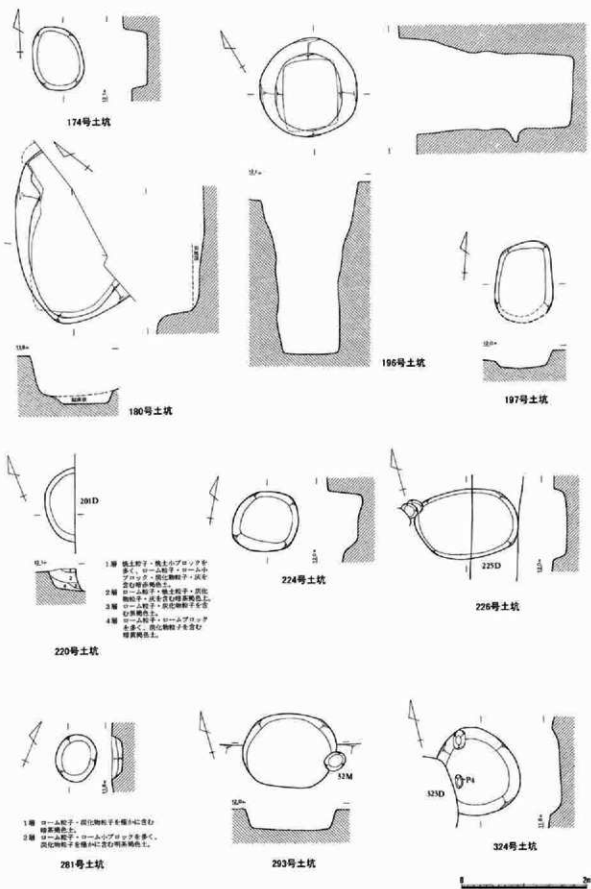 174号土坑
180号土坑
196号土坑
197号土坑
201D
1層 焼土粒子・焼土小ブロックを
多く、ローム粒子・ローム小
ブロック・炭化物粒子・灰を
含む暗赤褐色土。
2層 ローム粒子・焼土粒子・炭化
物粒子・灰を含む暗茶褐色土。
3層 ローム粒子・炭化物粒子を含
む茶褐色土。
4層 ローム粒子・ロームブロック
を多く、炭化物粒子を含む
暗黄褐色土。
220号土坑
224号土坑
225D
226号土坑
1層 ローム粒子・炭化物粒子を僅かに含む
暗茶褐色土。
2層 ローム粒子・ローム小ブロックを多く、
炭化物粒子を僅かに含む明茶褐色土。
281号土坑
32M
293号土坑
323D
P4
324号土坑
0 2m